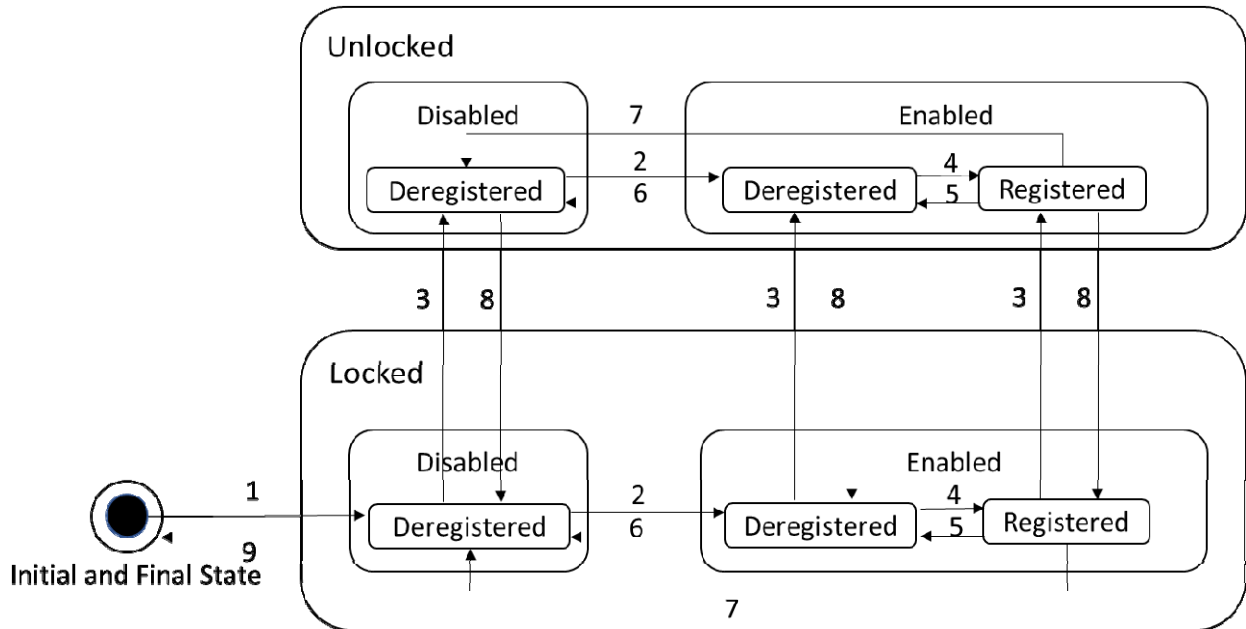 Unlocked
Disabled 7 Enabled
2 4
Deregistered Deregistered Registered
6 5
3 8 3 8 3 8
Locked
Disabled Enabled
1 2 4
Deregistered Deregistered Registered
6 5
9
Initial and Final State
7